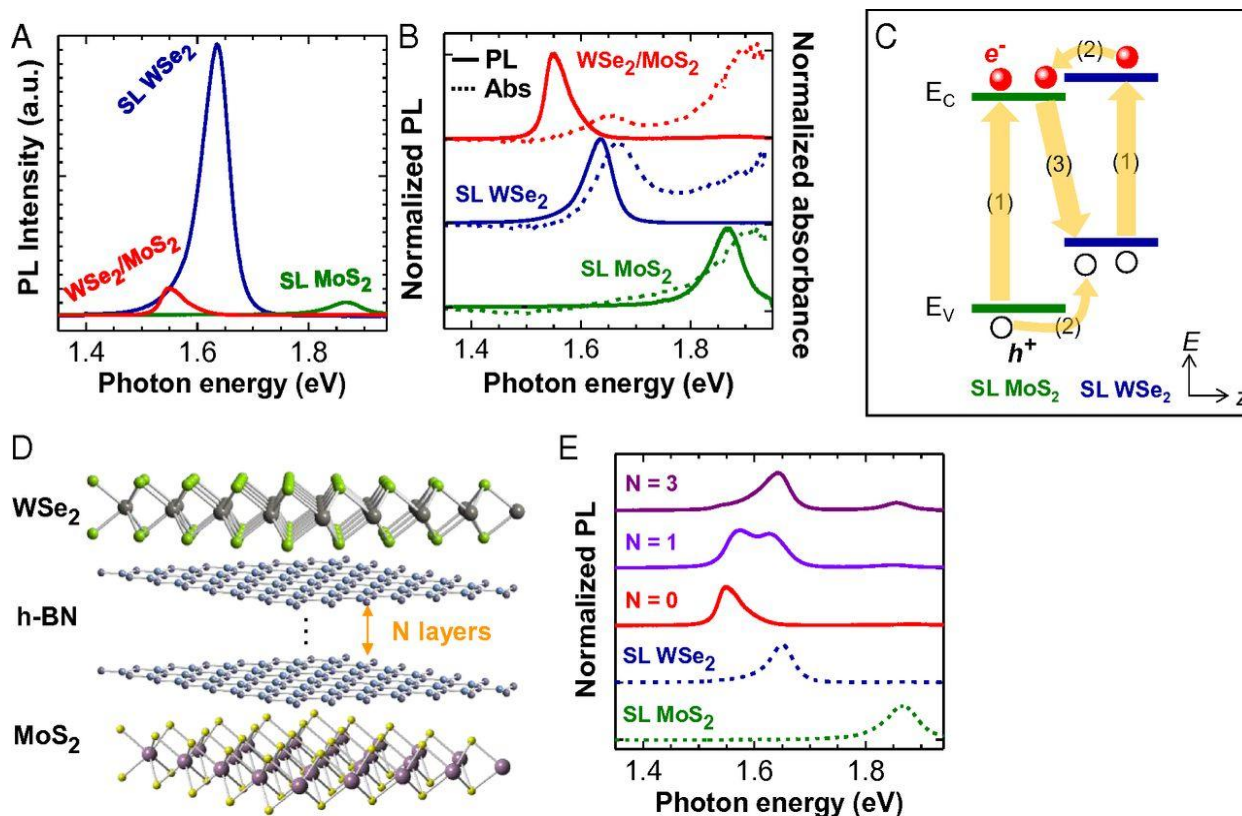 A
PL Intensity (a.u.)
SL WSe₂
WSe₂/MoS₂
SL MoS₂
1.4 1.6 1.8
Photon energy (eV)
B
Normalized PL
PL
Abs
WSe₂/MoS₂
SL WSe₂
SL MoS₂
1.4 1.6 1.8
Photon energy (eV)
Normalized absorbance
C
e⁻
(2)
E_C
(1)
(3)
(1)
E_V
(2)
h⁺
E
z
SL MoS₂ SL WSe₂
D
WSe₂
h-BN
N layers
MoS₂
E
Normalized PL
N = 3
N = 1
N = 0
SL WSe₂
SL MoS₂
1.4 1.6 1.8
Photon energy (eV)